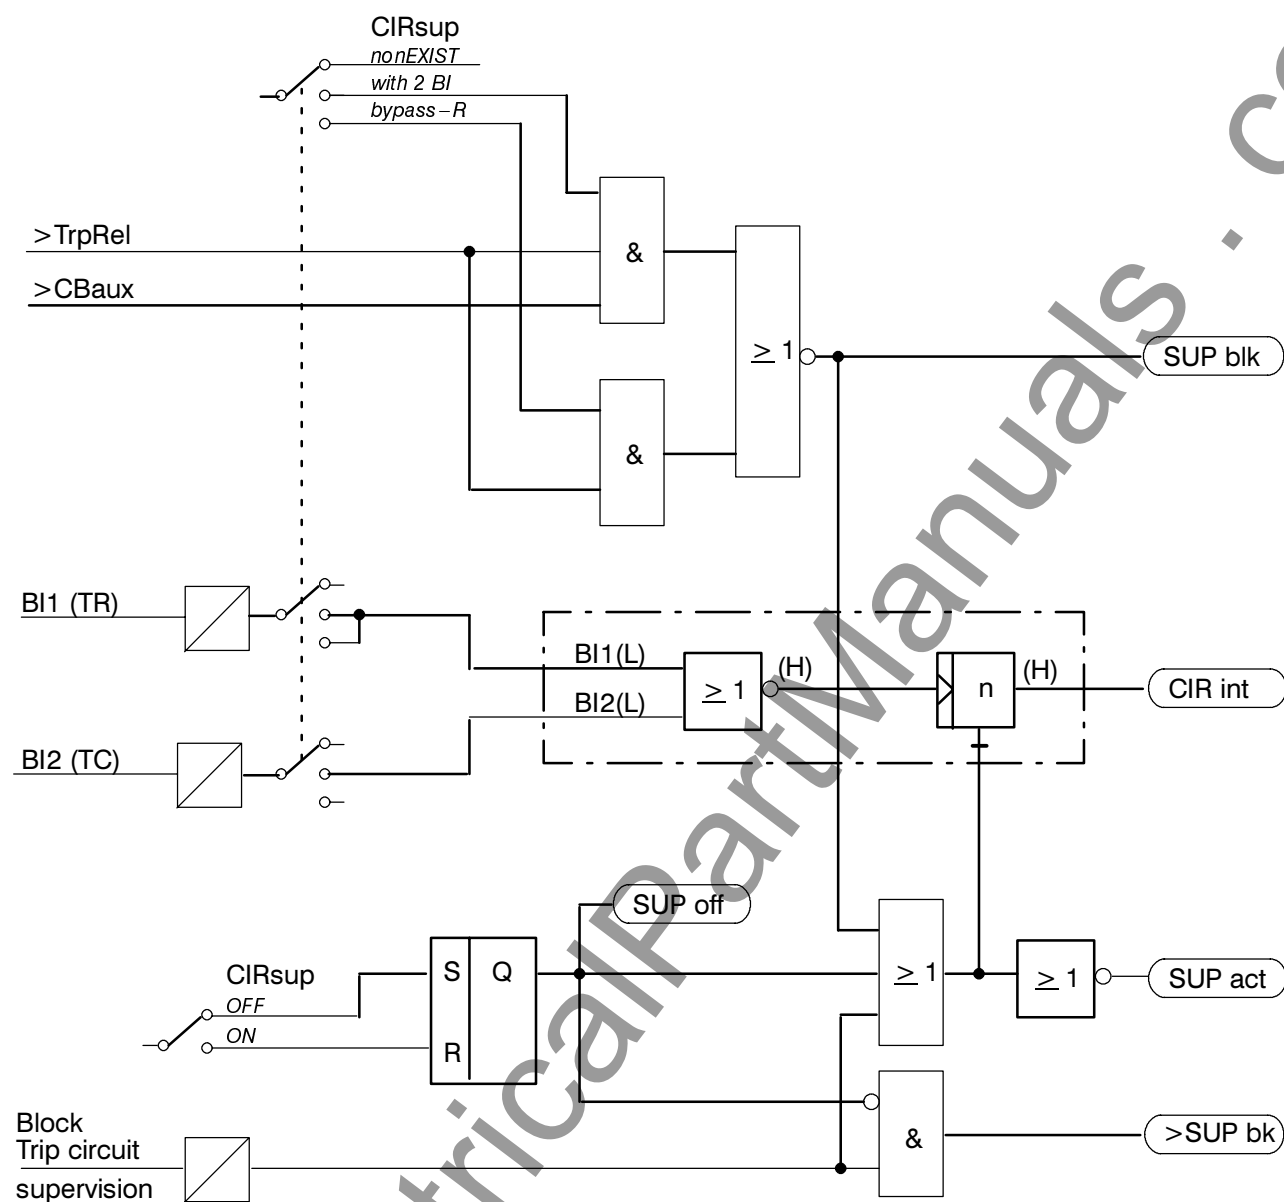 CIRsup
nonEXIST
with 2 BI
bypass–R
>TrpRel
&
>CBaux
≥ 1
SUP blk
&
BI1 (TR)
BI1(L)
(H)
(H)
≥ 1
n
CIR int
BI2(L)
BI2 (TC)
SUP off
S
Q
CIRsup
OFF
≥ 1
≥ 1
SUP act
ON
R
Block
Trip circuit
supervision
&
>SUP bk